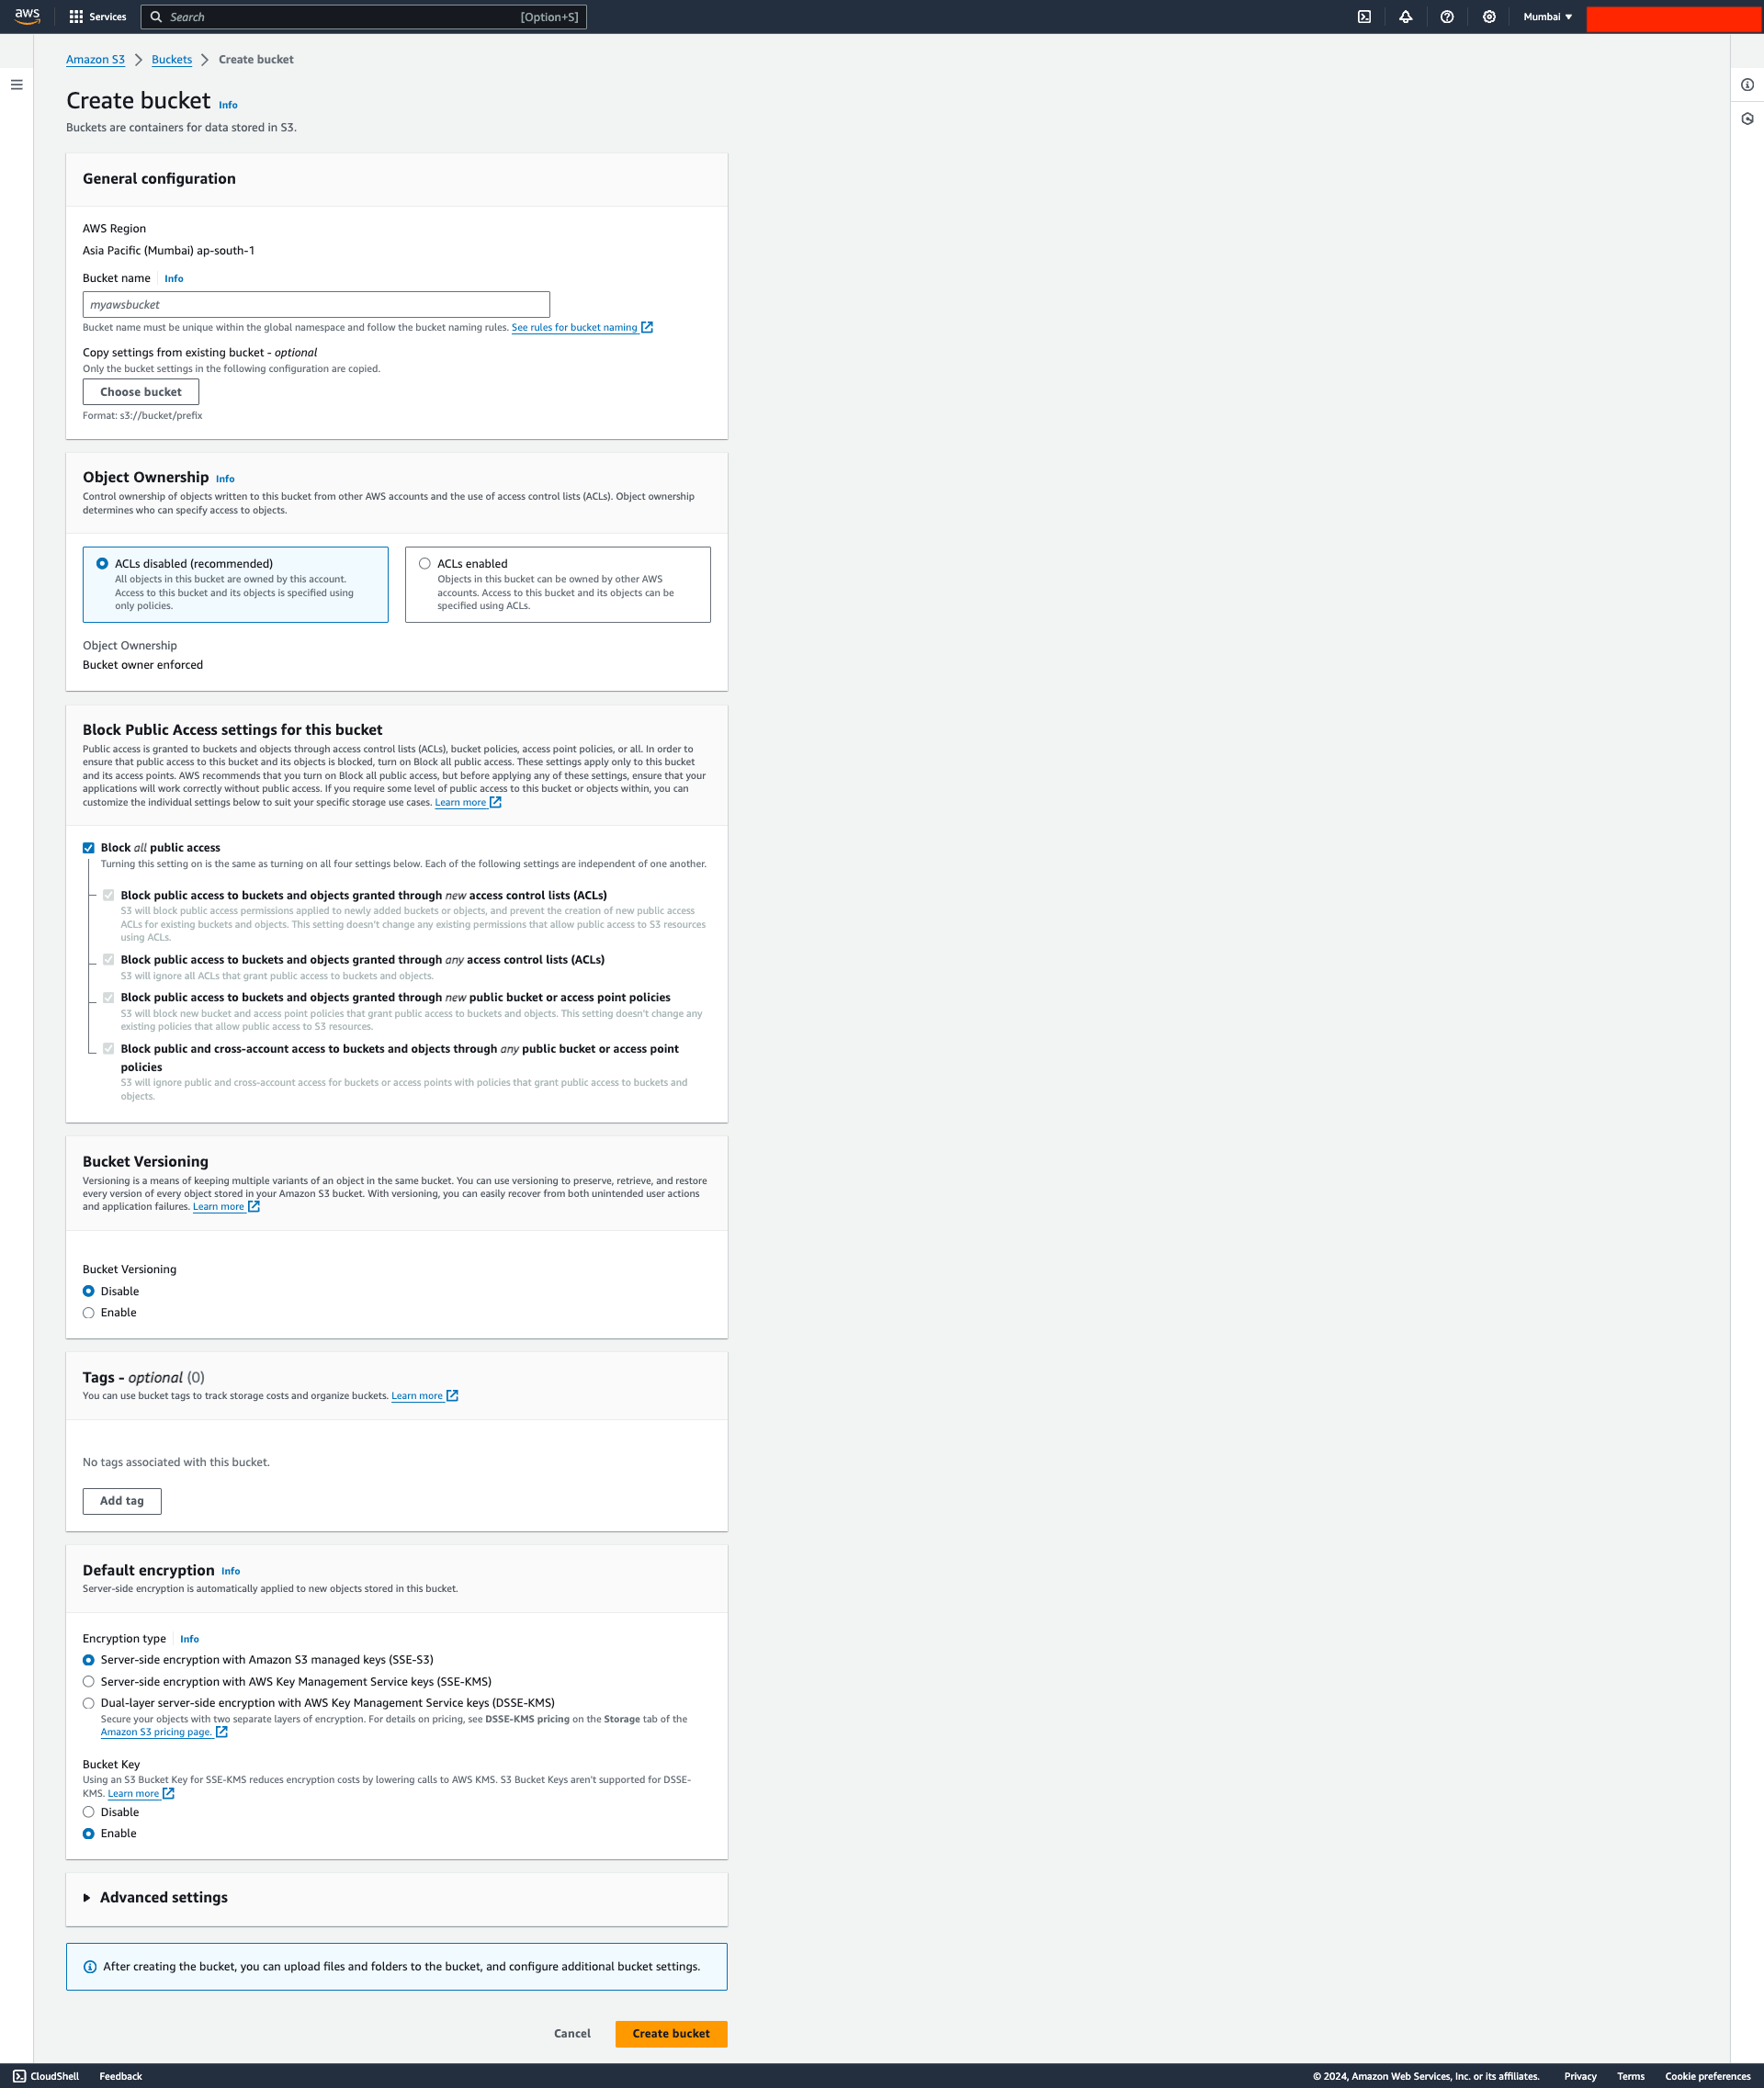 aws Services Search [Option+S] Mumbai
Amazon S3 Buckets Create bucket
Create bucket Info
Buckets are containers for data stored in S3.
General configuration
AWS Region
Asia Pacific (Mumbai) ap-south-1
Bucket name Info
myawsbucket
Bucket name must be unique within the global namespace and follow the bucket naming rules. See rules for bucket naming
Copy settings from existing bucket - optional
Only the bucket settings in the following configuration are copied.
Choose bucket
Format: s3://bucket/prefix
Object Ownership Info
Control ownership of objects written to this bucket from other AWS accounts and the use of access control lists (ACLs). Object ownership
determines who can specify access to objects.
ACLs disabled (recommended)
All objects in this bucket are owned by this account.
Access to this bucket and its objects is specified using
only policies.
ACLs enabled
Objects in this bucket can be owned by other AWS
accounts. Access to this bucket and its objects can be
specified using ACLs.
Object Ownership
Bucket owner enforced
Block Public Access settings for this bucket
Public access is granted to buckets and objects through access control lists (ACLs), bucket policies, access point policies, or all. In order to
ensure that public access to this bucket and its objects is blocked, turn on Block all public access. These settings apply only to this bucket
and its access points. AWS recommends that you turn on Block all public access, but before applying any of these settings, ensure that your
applications will work correctly without public access. If you require some level of public access to this bucket or objects within, you can
customize the individual settings below to suit your specific storage use cases. Learn more
Block all public access
Turning this setting on is the same as turning on all four settings below. Each of the following settings are independent of one another.
Block public access to buckets and objects granted through new access control lists (ACLs)
S3 will block public access permissions applied to newly added buckets or objects, and prevent the creation of new public access
ACLs for existing buckets and objects. This setting doesn't change any existing permissions that allow public access to S3 resources
using ACLs.
Block public access to buckets and objects granted through any access control lists (ACLs)
S3 will ignore all ACLs that grant public access to buckets and objects.
Block public access to buckets and objects granted through new public bucket or access point policies
S3 will block new bucket and access point policies that grant public access to buckets and objects. This setting doesn't change any
existing policies that allow public access to S3 resources.
Block public and cross-account access to buckets and objects through any public bucket or access point
policies
S3 will ignore public and cross-account access for buckets or access points with policies that grant public access to buckets and
objects.
Bucket Versioning
Versioning is a means of keeping multiple variants of an object in the same bucket. You can use versioning to preserve, retrieve, and restore
every version of every object stored in your Amazon S3 bucket. With versioning, you can easily recover from both unintended user actions
and application failures. Learn more
Bucket Versioning
Disable
Enable
Tags - optional (0)
You can use bucket tags to track storage costs and organize buckets. Learn more
No tags associated with this bucket.
Add tag
Default encryption Info
Server-side encryption is automatically applied to new objects stored in this bucket.
Encryption type Info
Server-side encryption with Amazon S3 managed keys (SSE-S3)
Server-side encryption with AWS Key Management Service keys (SSE-KMS)
Dual-layer server-side encryption with AWS Key Management Service keys (DSSE-KMS)
Secure your objects with two separate layers of encryption. For details on pricing, see DSSE-KMS pricing on the Storage tab of the
Amazon S3 pricing page.
Bucket Key
Using an S3 Bucket Key for SSE-KMS reduces encryption costs by lowering calls to AWS KMS. S3 Bucket Keys aren't supported for DSSE-
KMS. Learn more
Disable
Enable
Advanced settings
After creating the bucket, you can upload files and folders to the bucket, and configure additional bucket settings.
Cancel Create bucket
CloudShell Feedback © 2024, Amazon Web Services, Inc. or its affiliates. Privacy Terms Cookie preferences